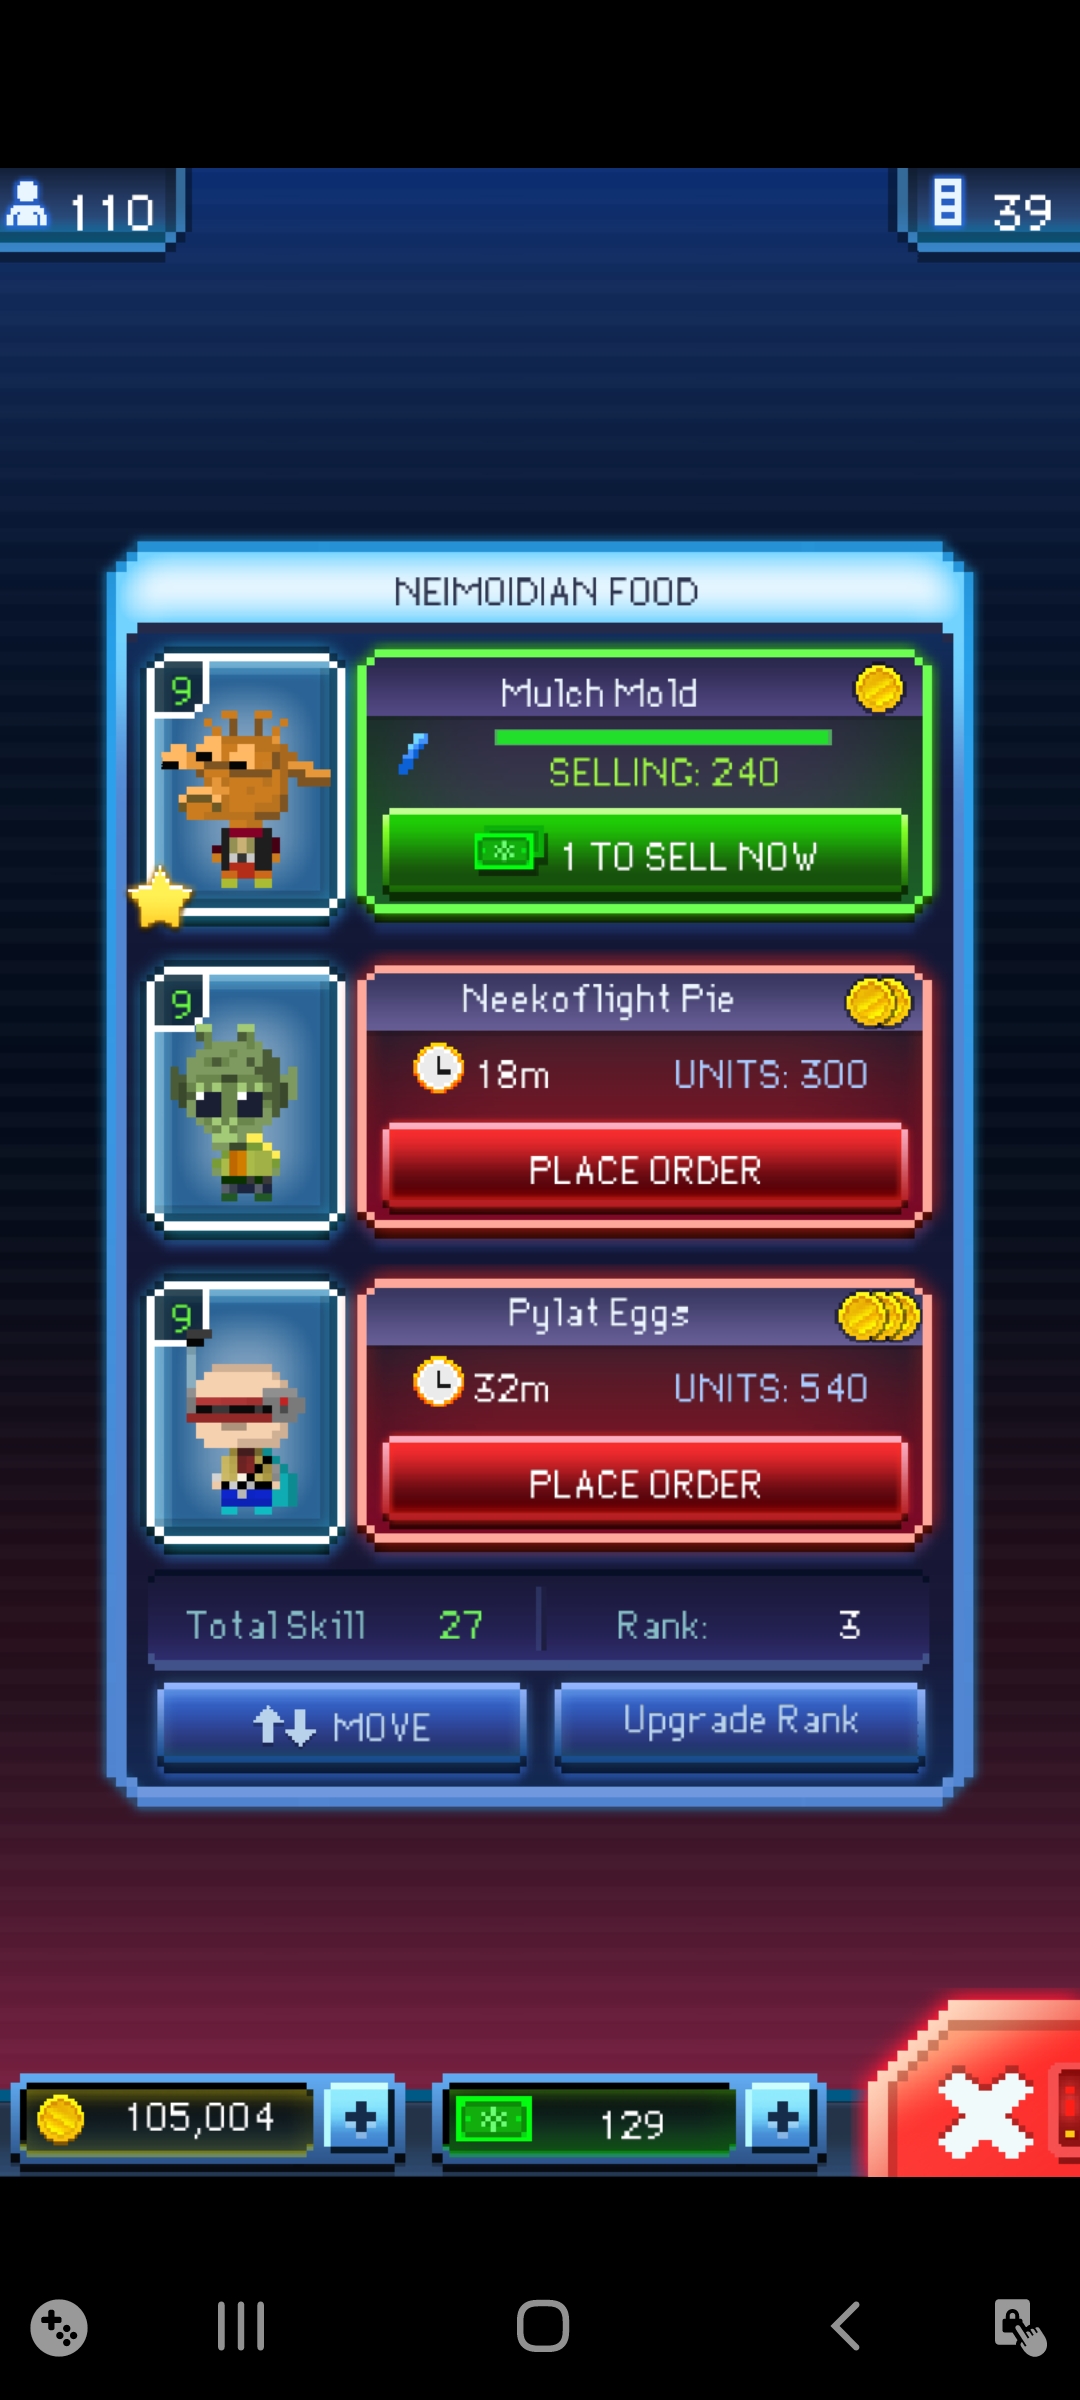 110
39
NEIMOIDIAN FOOD
9
Mulch Mold
SELLING: 240
1 TO SELL NOW
9
Neekoflight Pie
18m
UNITS: 300
PLACE ORDER
9
Pylat Eggs
32m
UNITS: 540
PLACE ORDER
Total Skill 27
Rank: 3
MOVE
Upgrade Rank
105,004
129